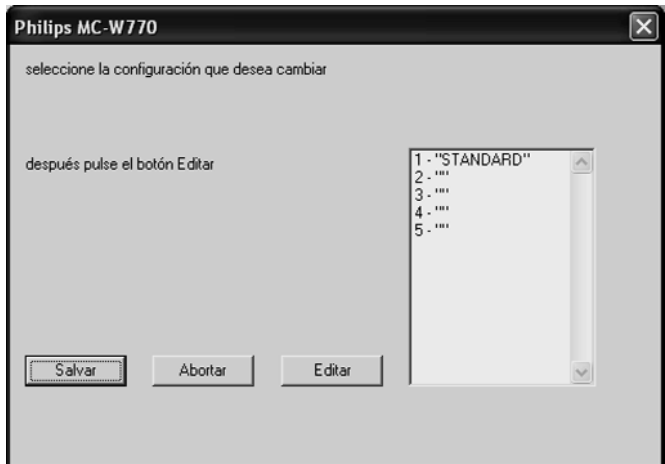 Philips MC-W770
seleccione la configuración que desea cambiar
después pulse el botón Editar
1 - "STANDARD"
2 - ""
3 - ""
4 - ""
5 - ""
Salvar
Abortar
Editar